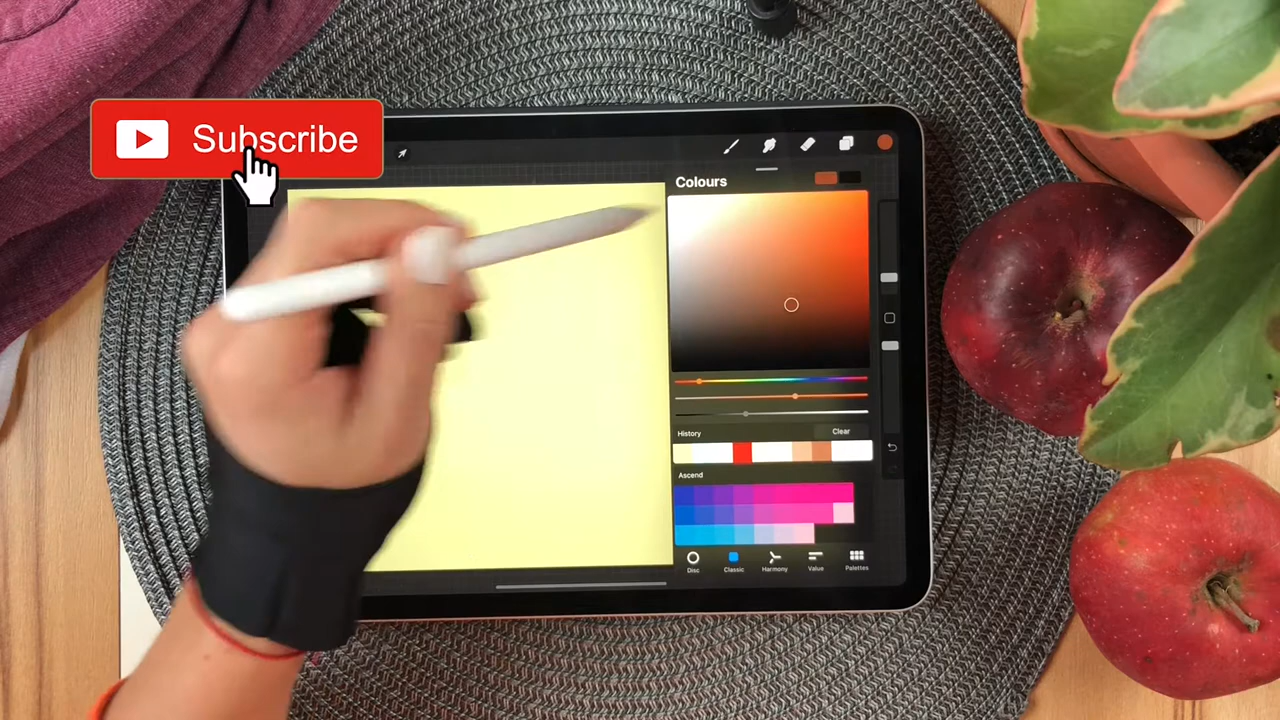 Subscribe
Colours
History
Clear
Ascend
Disc
Classic
Harmony
Value
Palettes